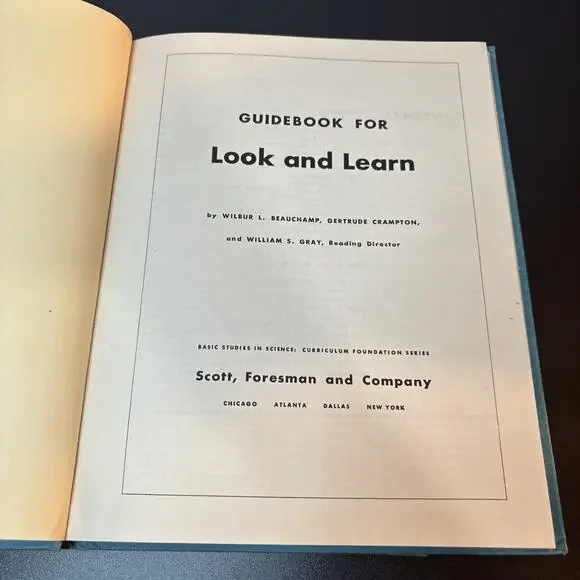 GUIDEBOOK FOR
Look and Learn
by WILBUR L. BEAUCHAMP, GERTRUDE CRAMPTON,
and WILLIAM S. GRAY, Reading Director
BASIC STUDIES IN SCIENCE: CURRICULUM FOUNDATION SERIES
Scott, Foresman and Company
CHICAGO ATLANTA DALLAS NEW YORK